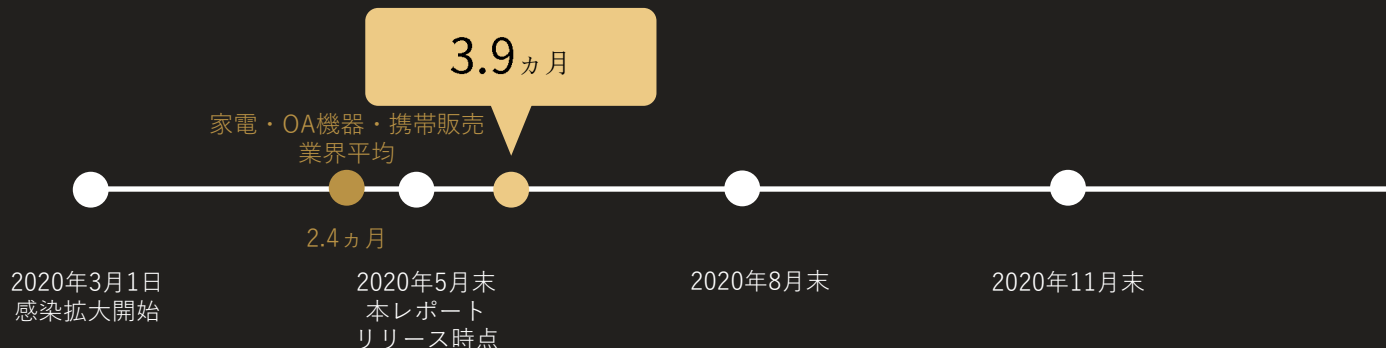 3.9ヵ月
家電・OA機器・携帯販売
業界平均
2.4ヵ月
2020年3月1日
感染拡大開始
2020年5月末
本レポート
リリース時点
2020年8月末
2020年11月末